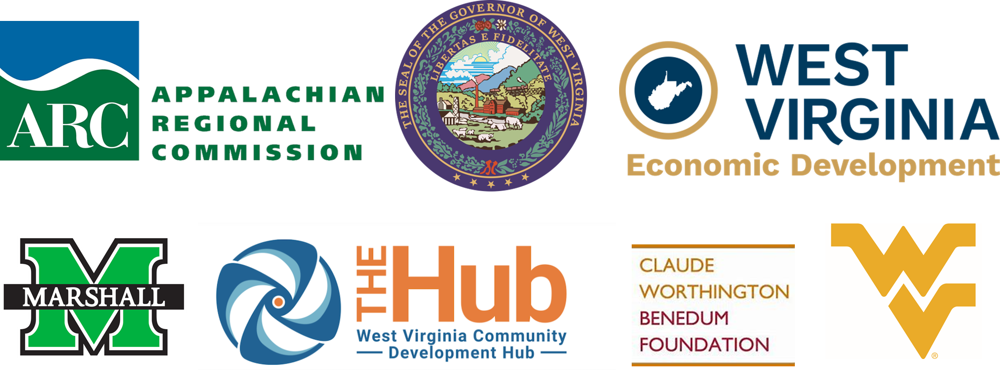 ARC
APPALACHIAN
REGIONAL
COMMISSION
THE SEAL OF THE GOVERNOR OF WEST VIRGINIA
LIBERTAS E FIDELITATE
WEST
VIRGINIA
Economic Development
M
MARSHALL
THE Hub
West Virginia Community
Development Hub
CLAUDE
WORTHINGTON
BENEDUM
FOUNDATION
WV
®